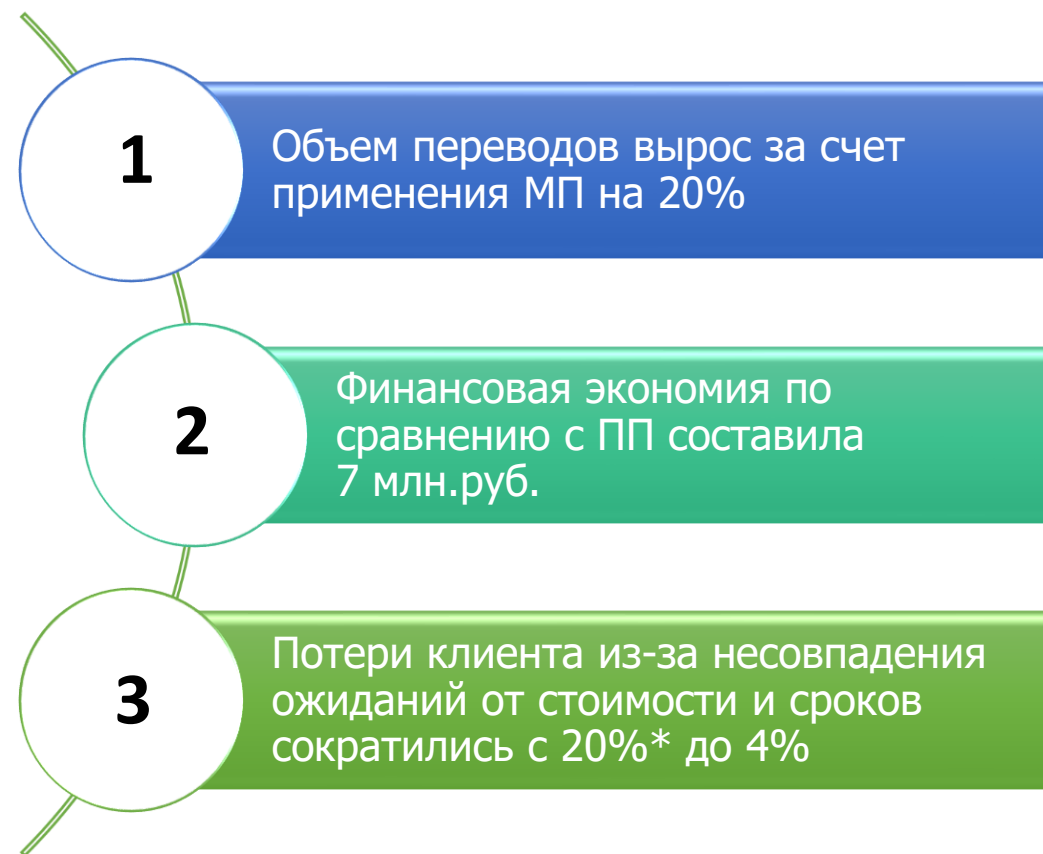 1
Объем переводов вырос за счет
применения МП на 20%
2
Финансовая экономия по
сравнению с ПП составила
7 млн.руб.
3
Потери клиента из-за несовпадения
ожиданий от стоимости и сроков
сократились с 20%* до 4%